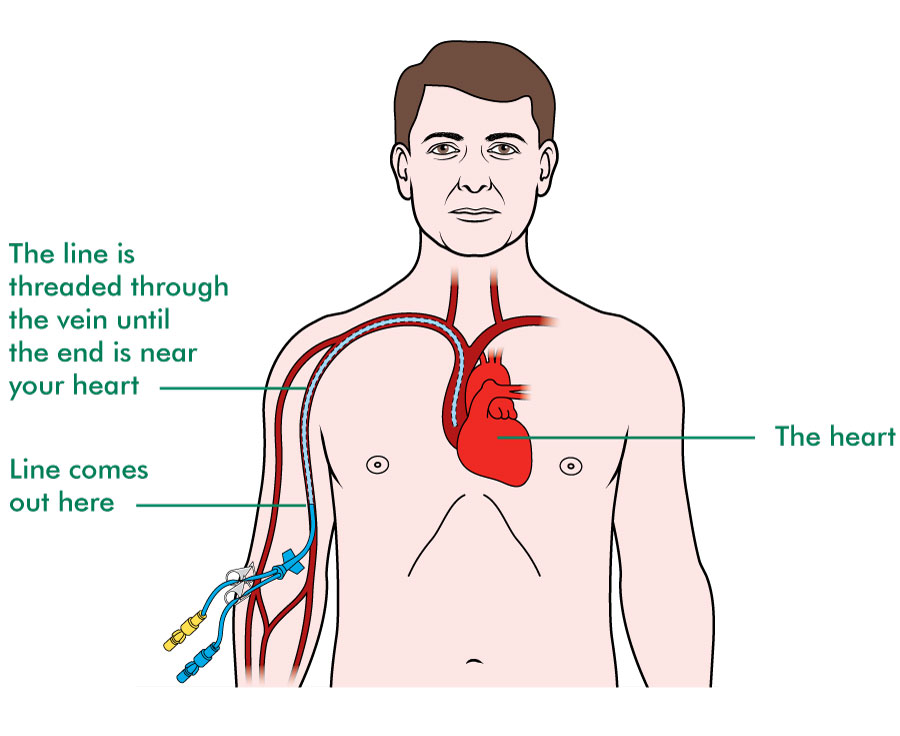 The line is
threaded through
the vein until
the end is near
your heart
Line comes
out here
The heart